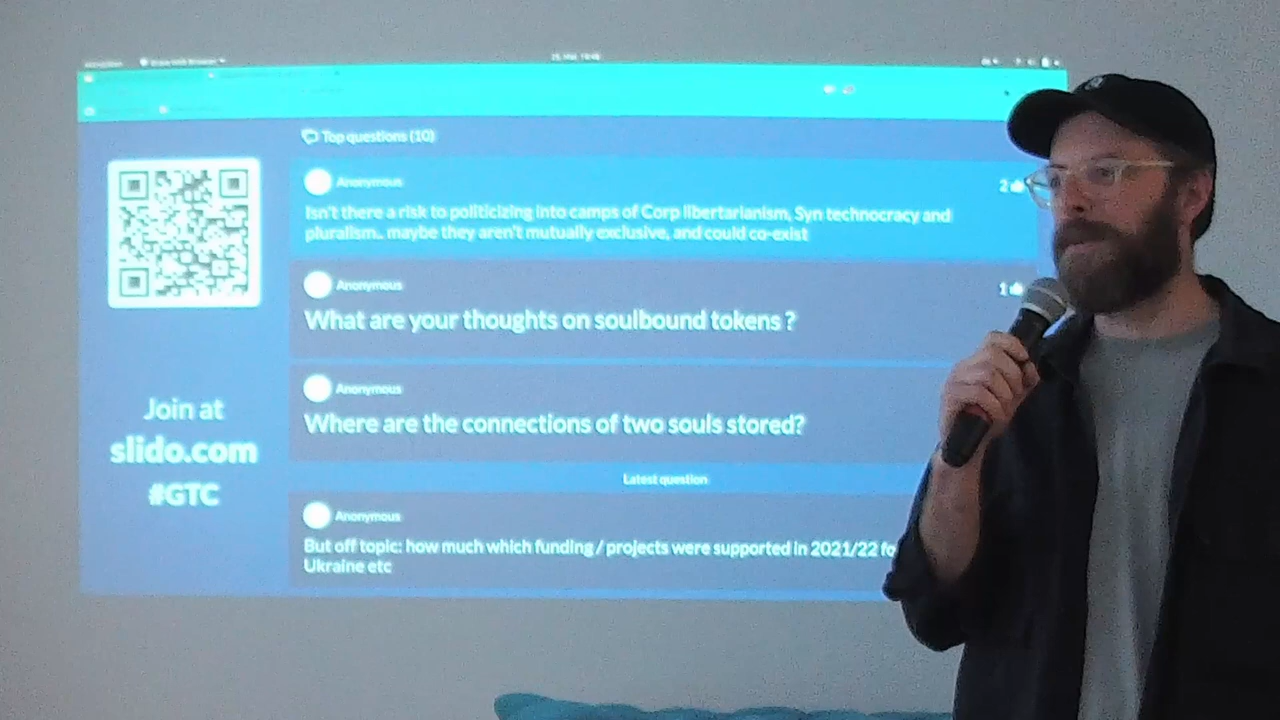 Top questions (10)
Anonymous
2
Isn't there a risk to politicizing into camps of Corp libertarianism, Syn technocracy and
pluralism.. maybe they aren't mutually exclusive, and could co-exist
Anonymous
1
What are your thoughts on soulbound tokens ?
Anonymous
Where are the connections of two souls stored?
Latest question
Anonymous
But off topic: how much which funding / projects were supported in 2021/22 fo
Ukraine etc
Join at
slido.com
#GTC